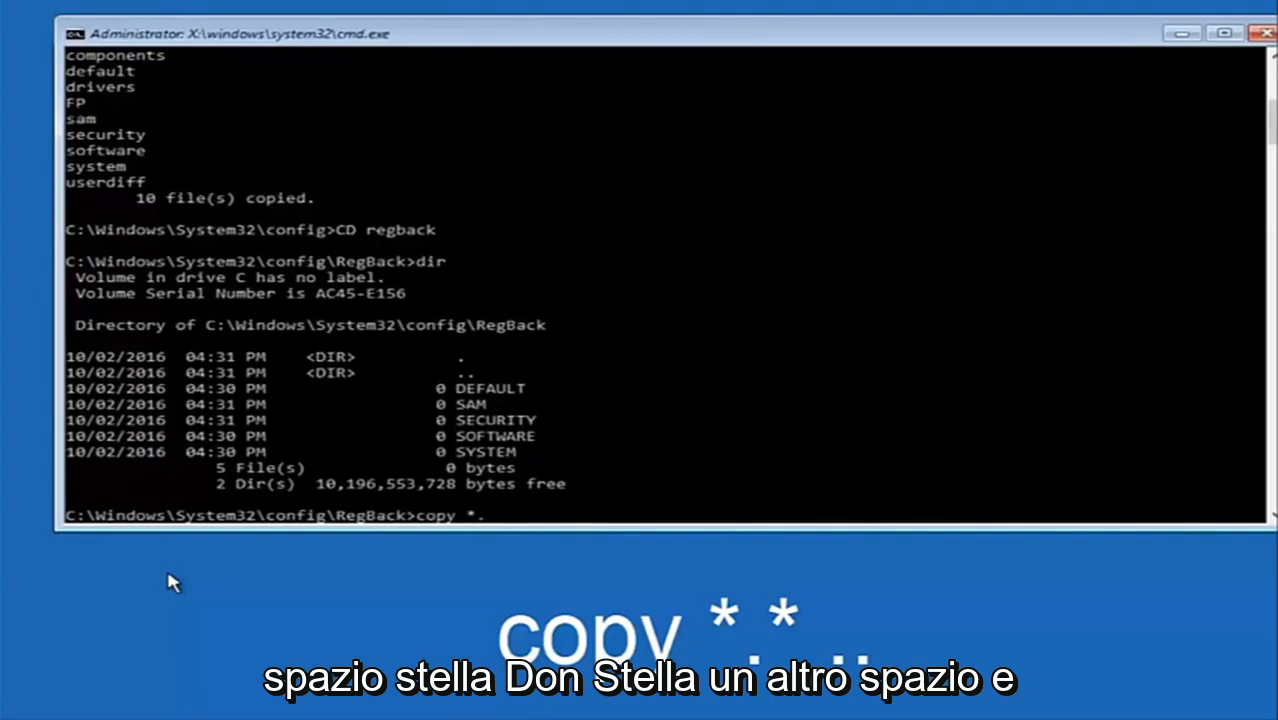 Administrator: X:\windows\system32\cmd.exe
components
default
drivers
FP
sam
security
software
system
userdiff
10 file(s) copied.
C:\Windows\System32\config>CD regback
C:\Windows\System32\config\RegBack>dir
Volume in drive C has no label.
Volume Serial Number is AC45-E156
Directory of C:\Windows\System32\config\RegBack
10/02/2016 04:31 PM <DIR> .
10/02/2016 04:31 PM <DIR> ..
10/02/2016 04:30 PM 0 DEFAULT
10/02/2016 04:31 PM 0 SAM
10/02/2016 04:31 PM 0 SECURITY
10/02/2016 04:30 PM 0 SOFTWARE
10/02/2016 04:30 PM 0 SYSTEM
5 File(s) 0 bytes
2 Dir(s) 10,196,553,728 bytes free
C:\Windows\System32\config\RegBack>copy *.
copy *.* ..
spazio stella Don Stella un altro spazio e